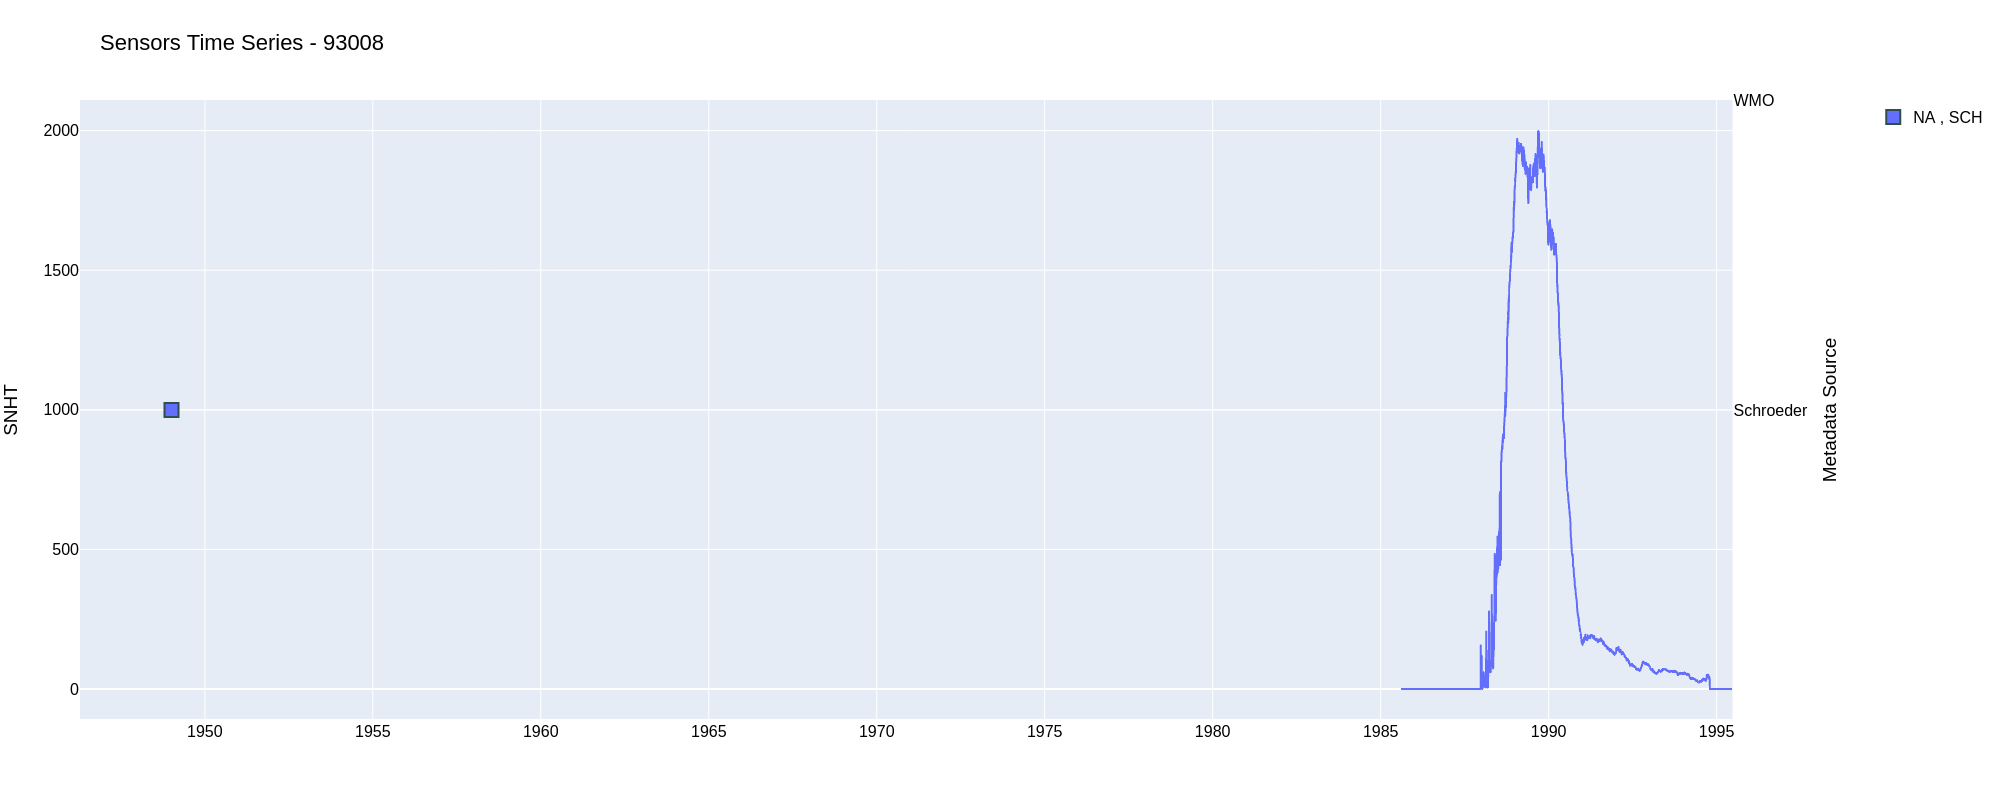 Sensors Time Series - 93008
WMO
NA , SCH
2000
1500
1000
500
0
SNHT
Schroeder
Metadata Source
1950
1955
1960
1965
1970
1975
1980
1985
1990
1995